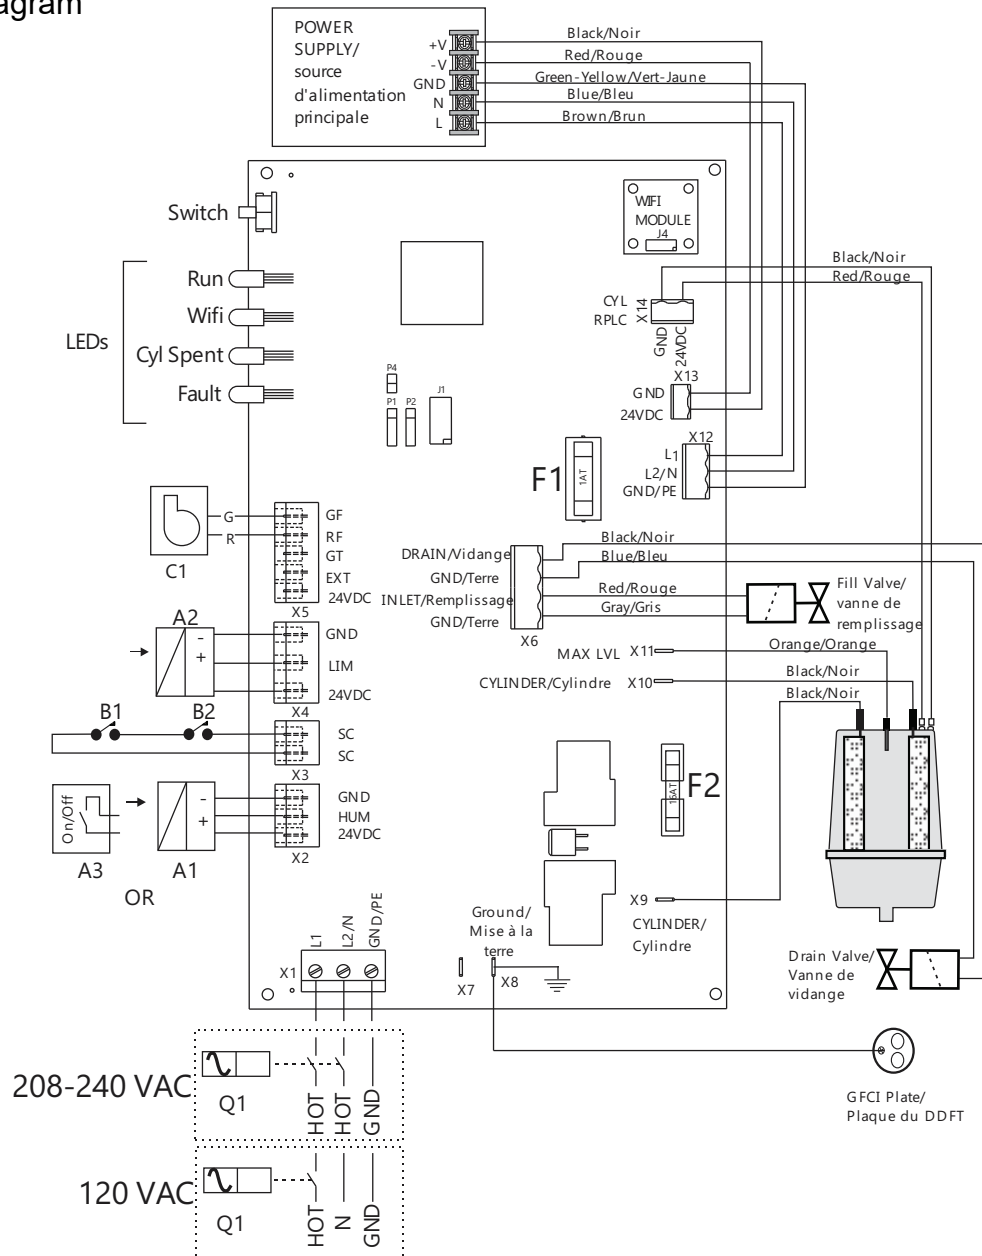 agram
POWER
SUPPLY/
source
d'alimentation
principale
+V
-V
GND
N
L
Black/Noir
Red/Rouge
Green-Yellow/Vert-Jaune
Blue/Bleu
Brown/Brun
Switch
LEDs
Run
Wifi
Cyl Spent
Fault
WIFI
MODULE
J4
Black/Noir
Red/Rouge
CYL
RPLC
X14
GND
24VDC
X13
GND
24VDC
P4
P1
P2
J1
X12
L1
L2/N
GND/PE
F1
1AT
C1
G
R
GF
RF
GT
EXT
24VDC
X5
DRAIN/Vidange
GND/Terre
INLET/Remplissage
GND/Terre
X6
Black/Noir
Blue/Bleu
Red/Rouge
Gray/Gris
Fill Valve/
vanne de
remplissage
A2
-
+
GND
LIM
24VDC
X4
MAX LVL
X11
Orange/Orange
CYLINDER/Cylindre
X10
Black/Noir
Black/Noir
B1
B2
SC
SC
X3
On/Off
A3
OR
A1
-
+
GND
HUM
24VDC
X2
F2
15AT
X9
CYLINDER/
Cylindre
Ground/
Mise à la
terre
X7
X8
X1
L1
L2/N
GND/PE
Drain Valve/
Vanne de
vidange
GFCI Plate/
Plaque du DDFT
208-240 VAC
Q1
HOT
HOT
GND
120 VAC
Q1
HOT
N
GND